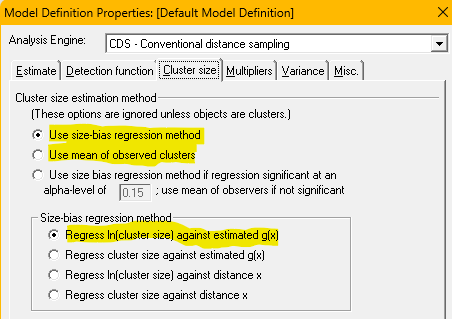 Model Definition Properties: [Default Model Definition]
Analysis Engine: CDS - Conventional distance sampling
Estimate Detection function Cluster size Multipliers Variance Misc.
Cluster size estimation method
(These options are ignored unless objects are clusters.)
Use size-bias regression method
Use mean of observed clusters
Use size bias regression method if regression significant at an
alpha-level of 0.15 ; use mean of observers if not significant
Size-bias regression method
Regress ln(cluster size) against estimated g(x)
Regress cluster size against estimated g(x)
Regress ln(cluster size) against distance x
Regress cluster size against distance x